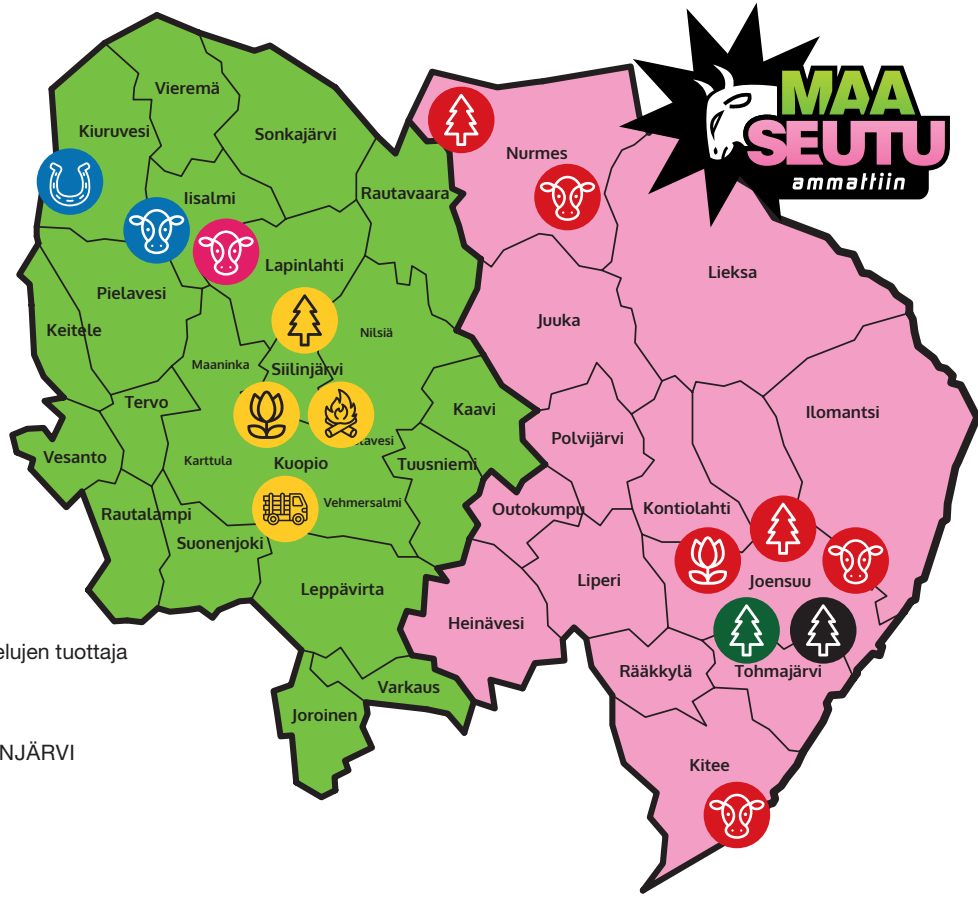 MAA
SEUTU
ammattiin
Vieremä
Kiuruvesi
Sonkajärvi
Nurmes
Iisalmi
Rautavaara
Lapinlahti
Lieksa
Pielavesi
Juuka
Keitele
Nilsiä
Maaninka
Siilinjärvi
Tervo
Kaavi
Ilomantsi
Polvijärvi
avesi
Vesanto
Karttula
Kuopio
Tuusniemi
Vehmersalmi
Outokumpu
Kontiolahti
Rautalampi
Suonenjoki
Liperi
Joensuu
Leppävirta
Heinävesi
elujen tuottaja
Rääkkylä
Tohmajärvi
Varkaus
Joroinen
NJÄRVI
Kitee